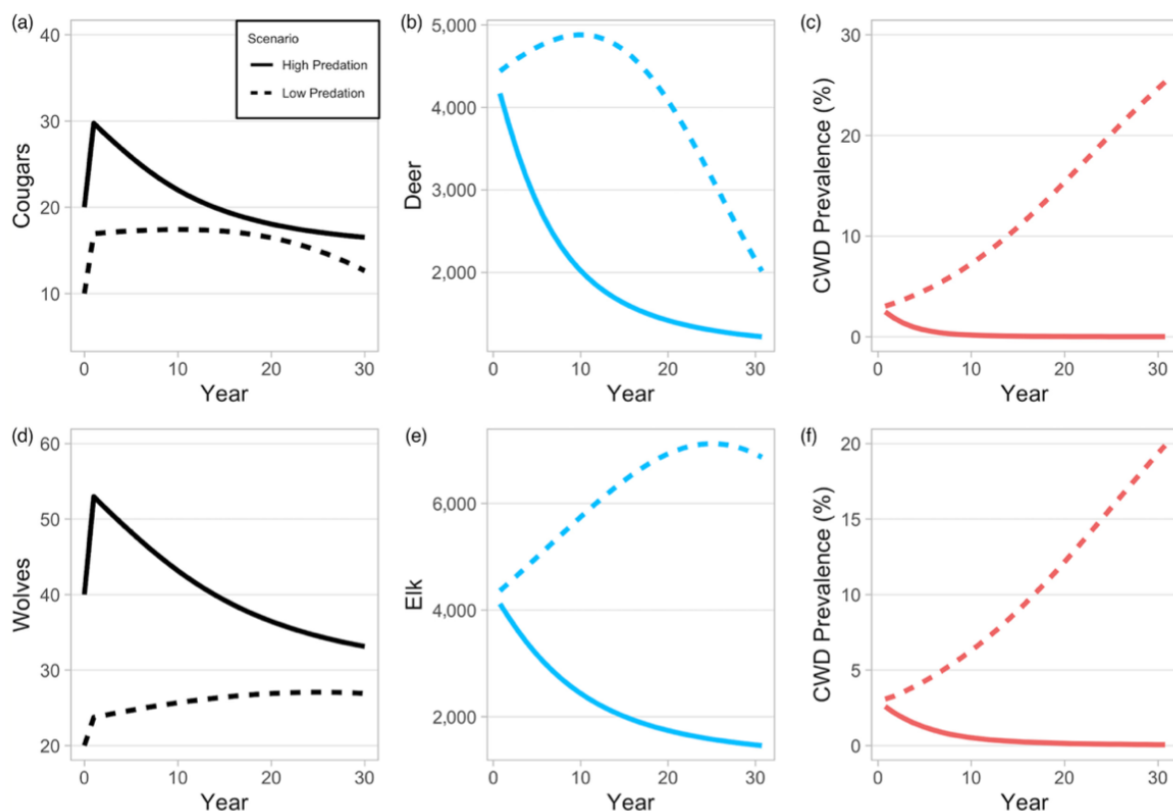 (a)
40
30
20
10
Cougars
0 10 20 30
Year
Scenario
High Predation
Low Predation
(b)
5,000
4,000
3,000
2,000
Deer
0 10 20 30
Year
(c)
30
20
10
0
CWD Prevalence (%)
0 10 20 30
Year
(d)
60
50
40
30
20
Wolves
0 10 20 30
Year
(e)
6,000
4,000
2,000
Elk
0 10 20 30
Year
(f)
20
15
10
5
0
CWD Prevalence (%)
0 10 20 30
Year